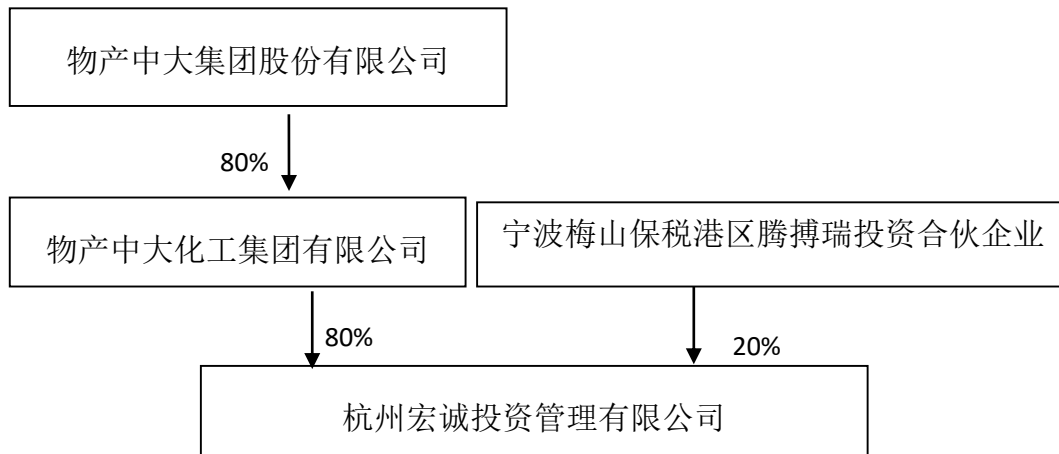 物产中大集团股份有限公司
80%
物产中大化工集团有限公司
宁波梅山保税港区腾搏瑞投资合伙企业
80%
20%
杭州宏诚投资管理有限公司